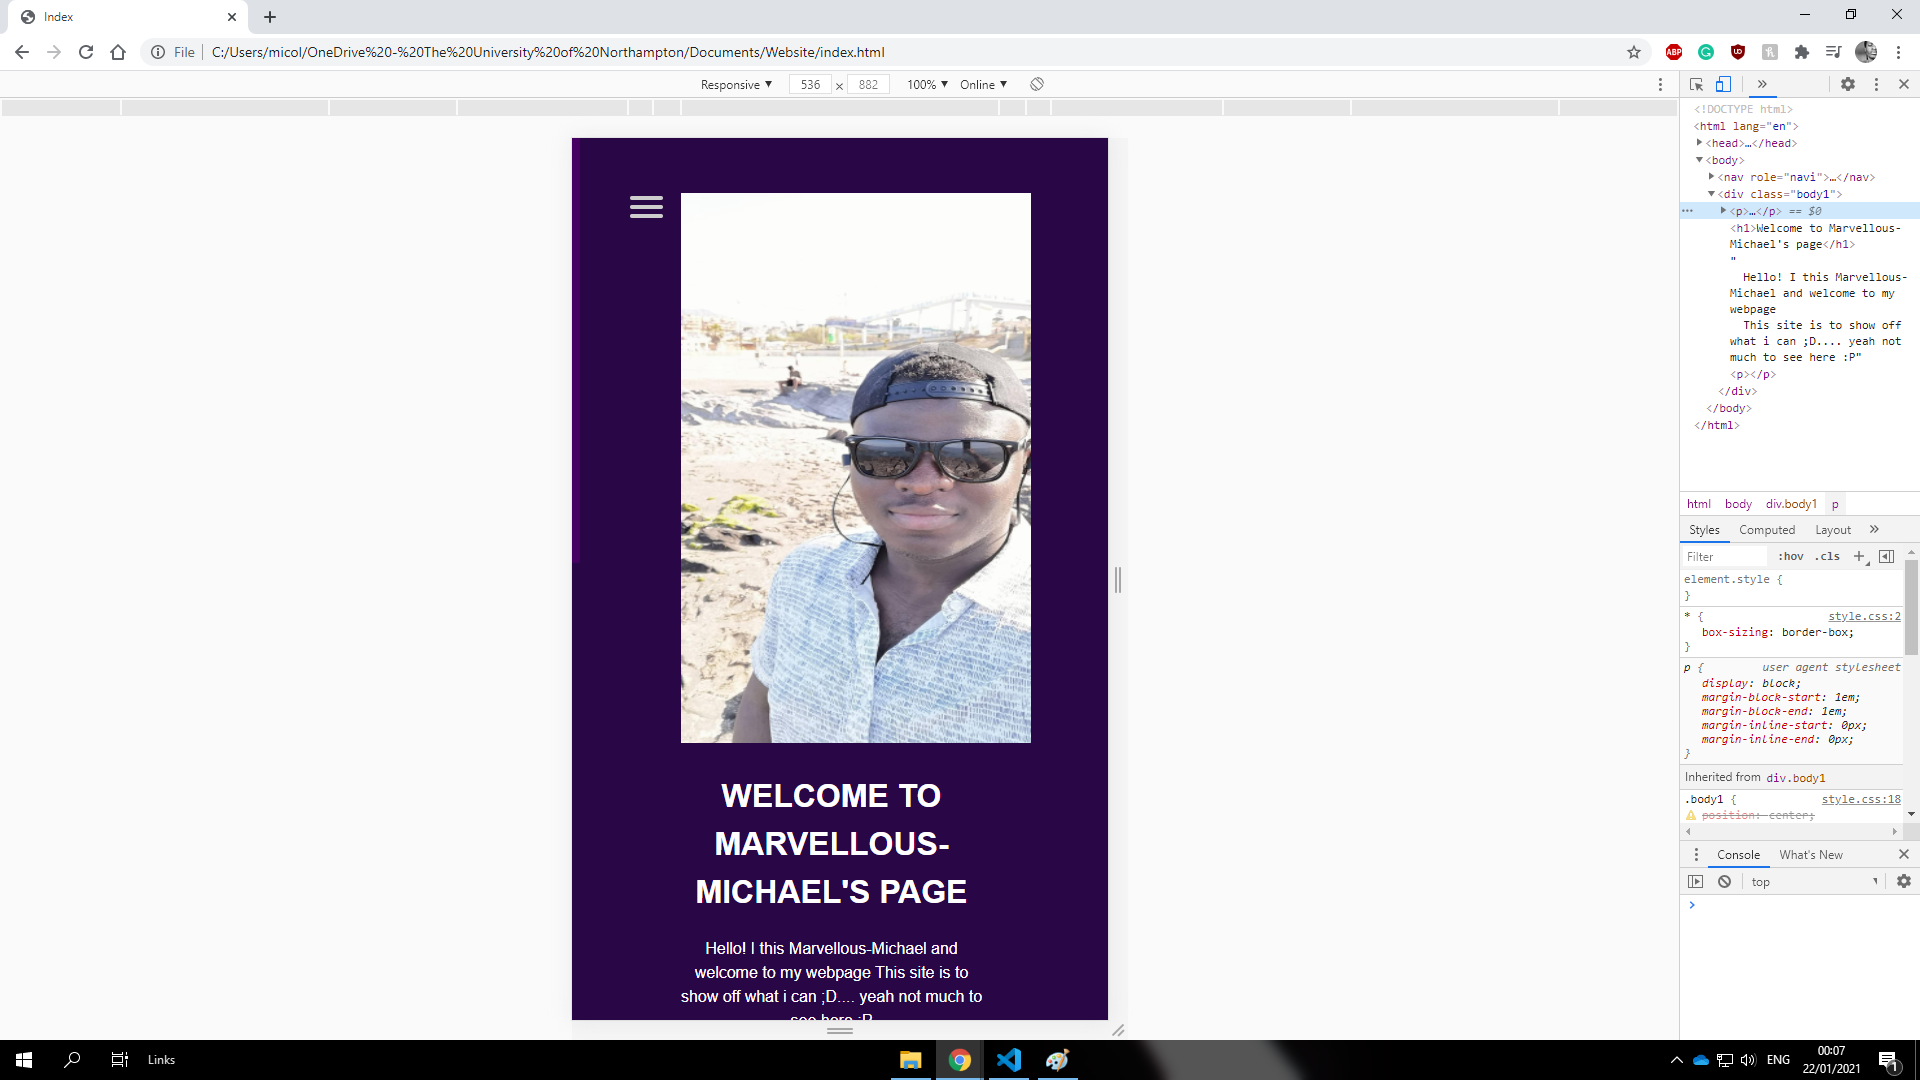 Index
File
C:/Users/micol/OneDrive%20-%20The%20University%20of%20Northampton/Documents/Website/index.html
ABP
Responsive ▼ 536 x 882 100% ▼ Online ▼
WELCOME TO
MARVELLOUS-
MICHAEL'S PAGE
Hello! I this Marvellous-Michael and
welcome to my webpage This site is to
show off what i can ;D.... yeah not much to
see here :P
<!DOCTYPE html>
<html lang="en">
<head>…</head>
<body>
<nav role="navi">…</nav>
<div class="body1">
<p>…</p> == $0
<h1>Welcome to Marvellous-
Michael's page</h1>
"
Hello! I this Marvellous-
Michael and welcome to my
webpage
This site is to show off
what i can ;D.... yeah not
much to see here :P"
<p></p>
</div>
</body>
</html>
html body div.body1 p
Styles Computed Layout »
Filter :hov .cls +
element.style {
}
* { style.css:2
box-sizing: border-box;
}
p { user agent stylesheet
display: block;
margin-block-start: 1em;
margin-block-end: 1em;
margin-inline-start: 0px;
margin-inline-end: 0px;
}
Inherited from div.body1
.body1 { style.css:18
position: center;
Console What's New
top
Links
ENG
00:07
22/01/2021
1